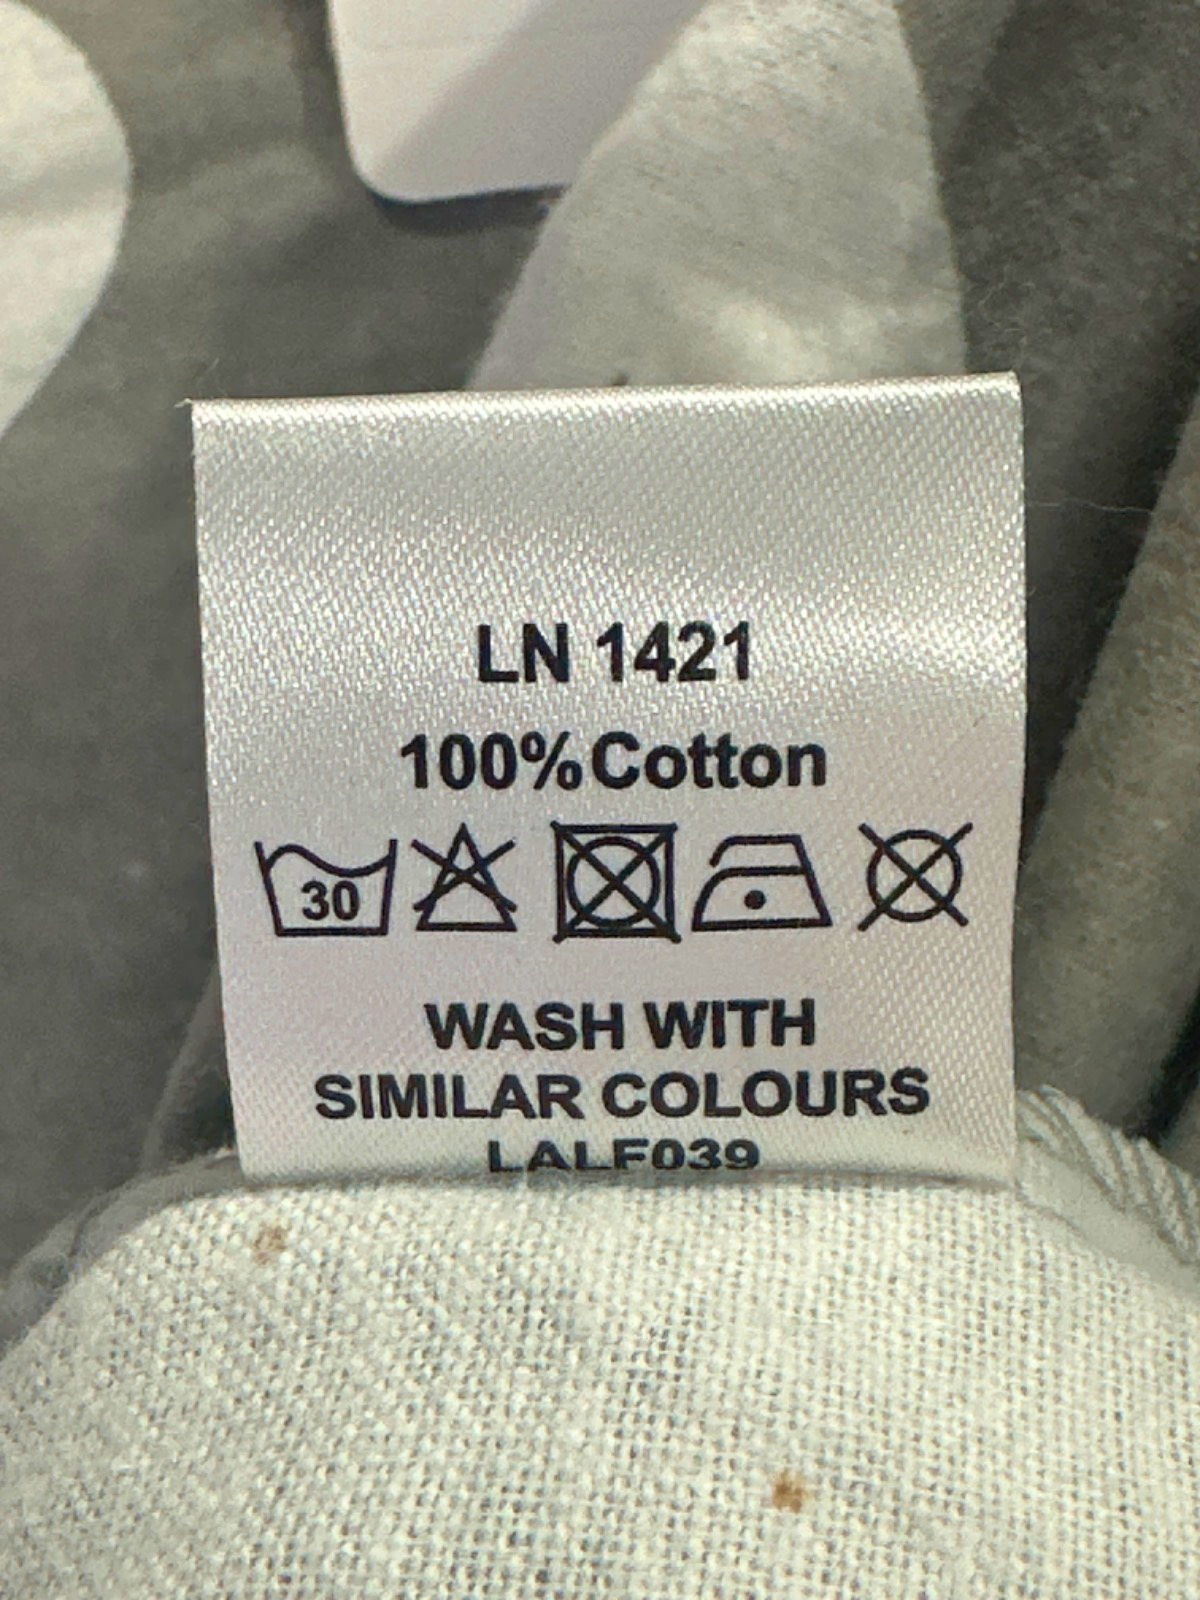 LN 1421
100% Cotton
30
WASH WITH
SIMILAR COLOURS
LALF039